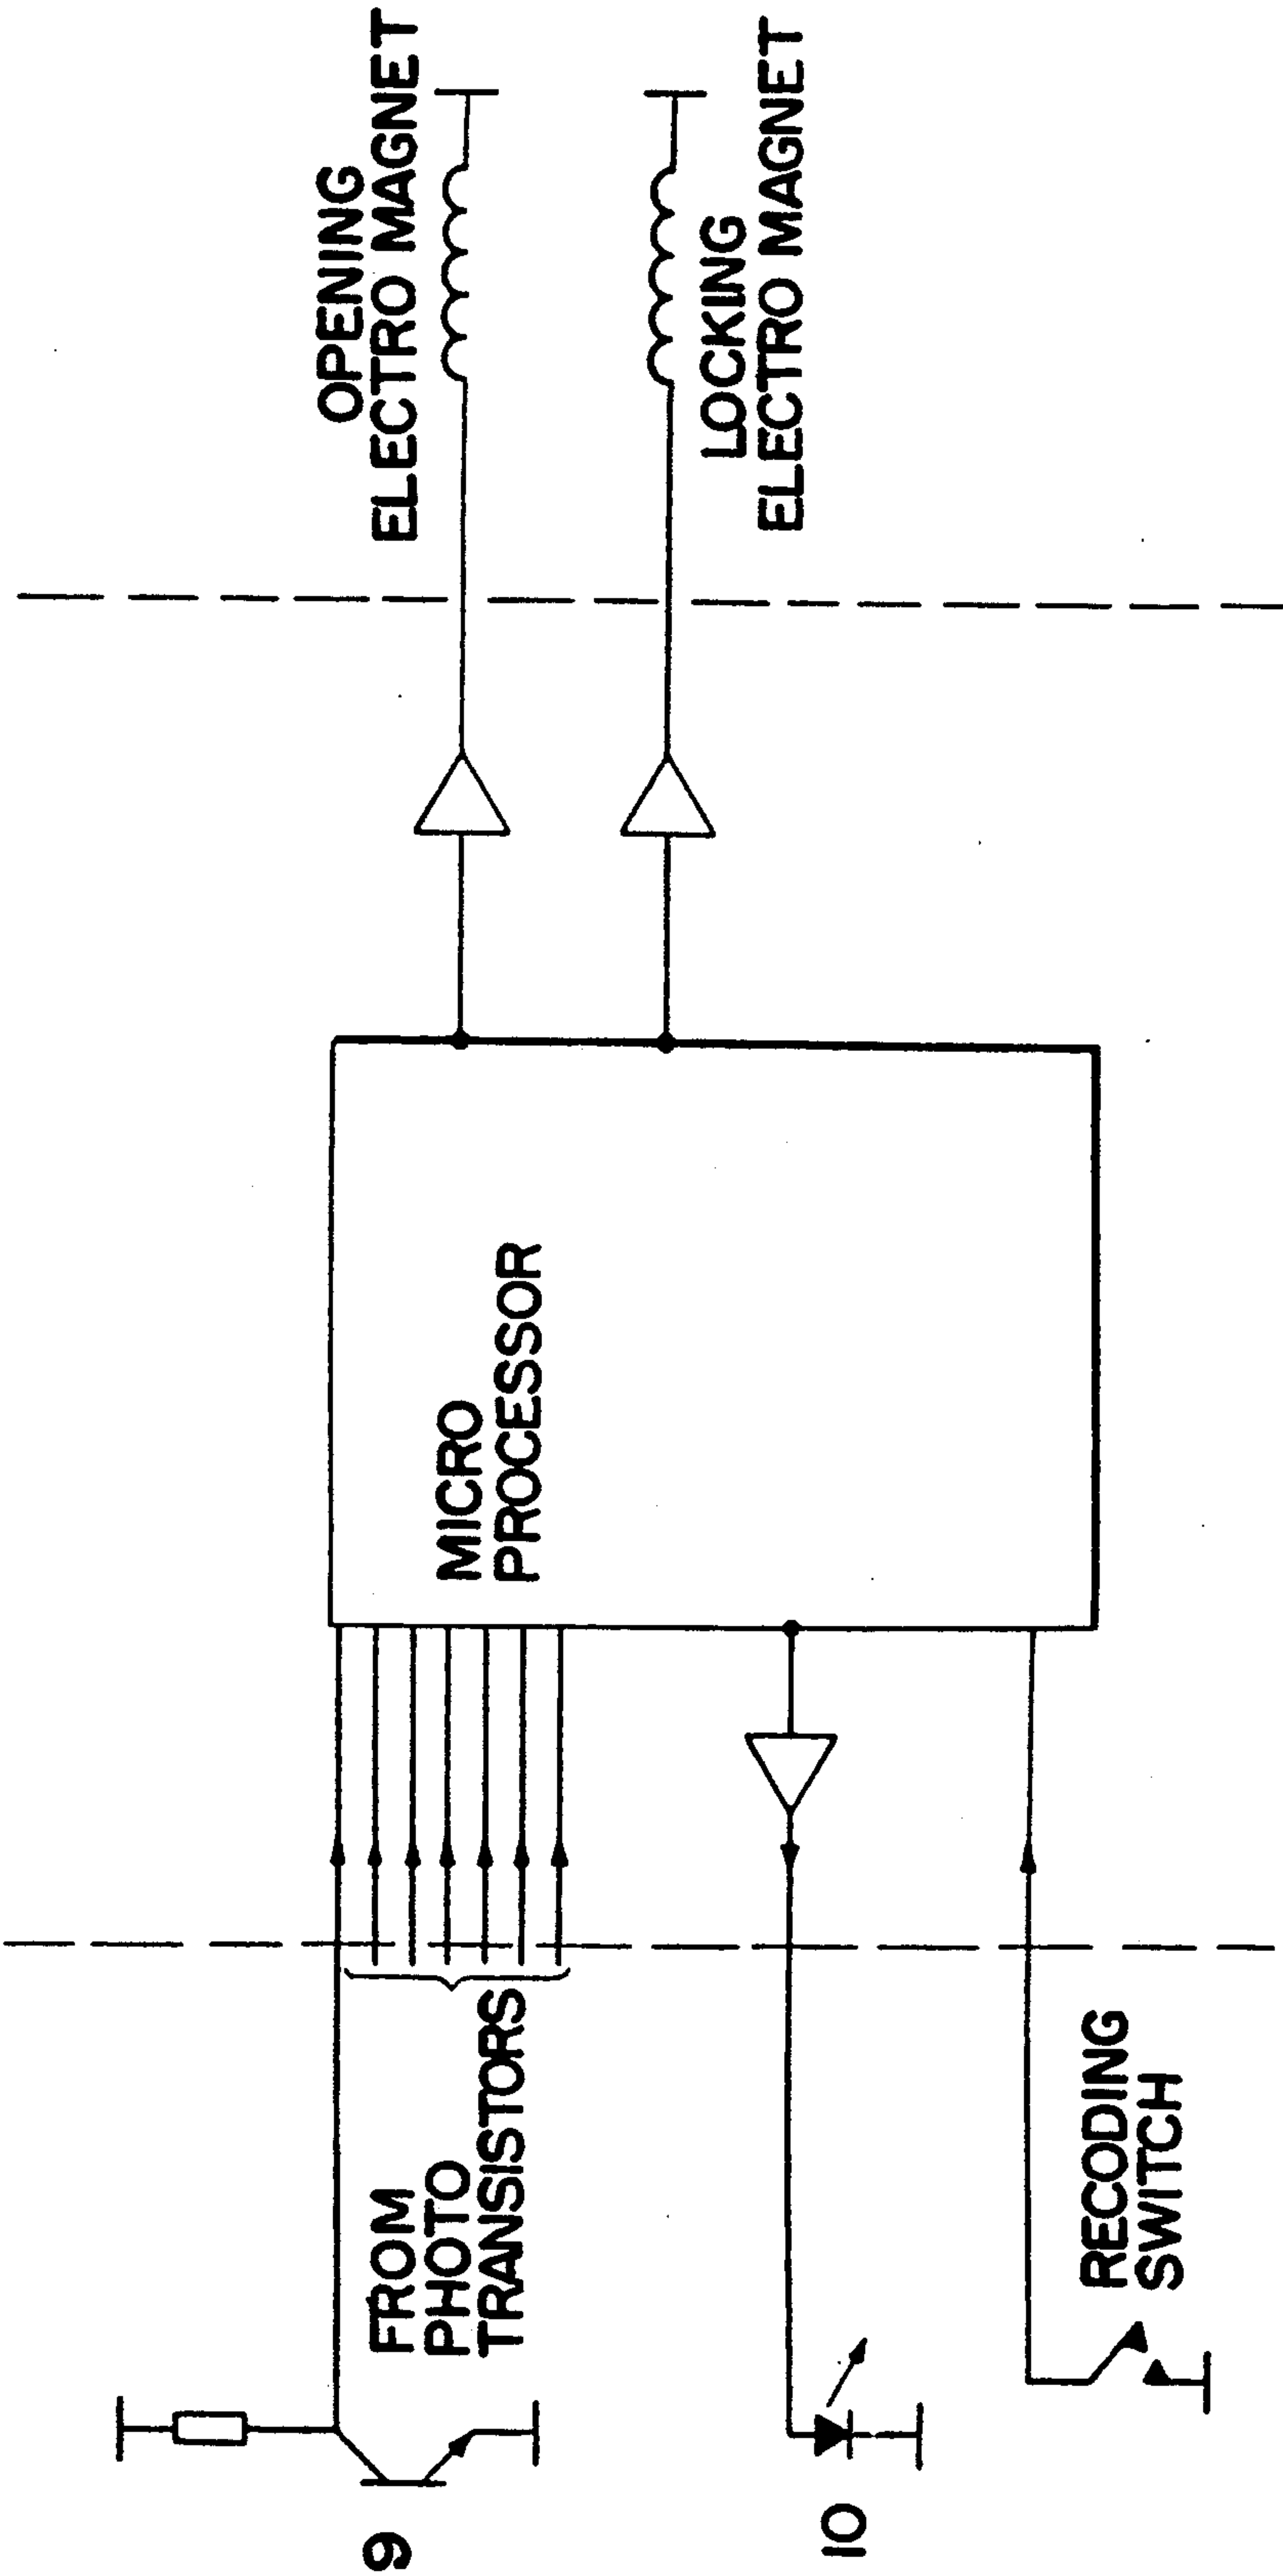 9
FROM
PHOTO
TRANSISTORS
10
RECODING
SWITCH
MICRO
PROCESSOR
OPENING
ELECTRO MAGNET
LOCKING
ELECTRO MAGNET